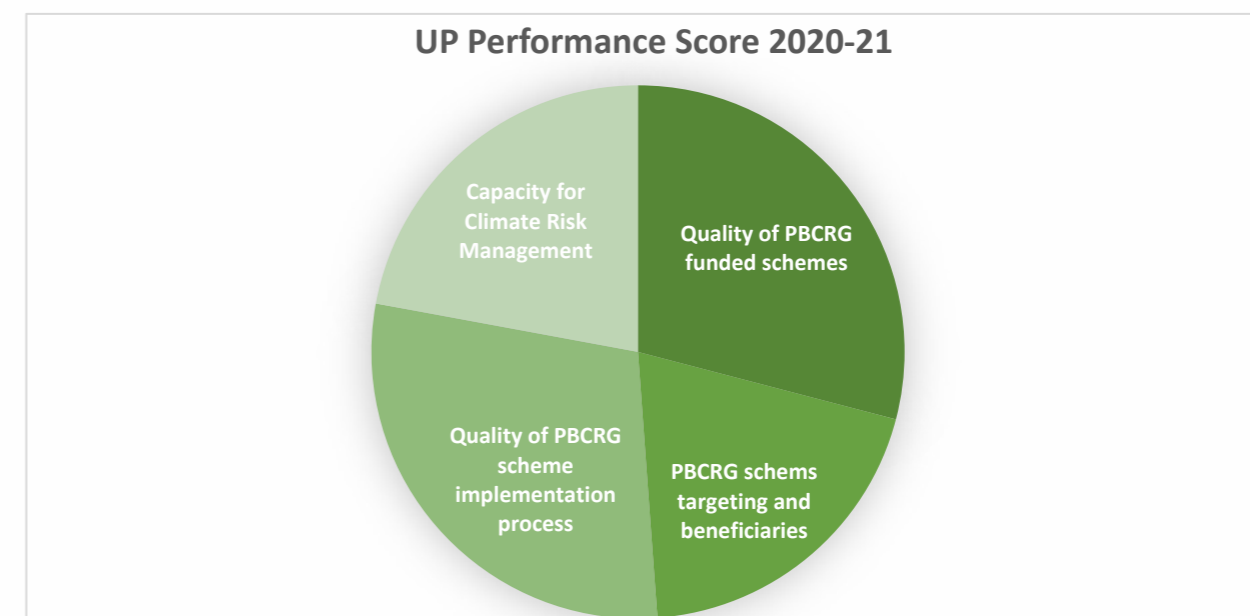 UP Performance Score 2020-21
Capacity for
Climate Risk
Management
Quality of PBCRG
funded schemes
Quality of PBCRG
scheme
implementation
process
PBCRG schems
targeting and
beneficiaries